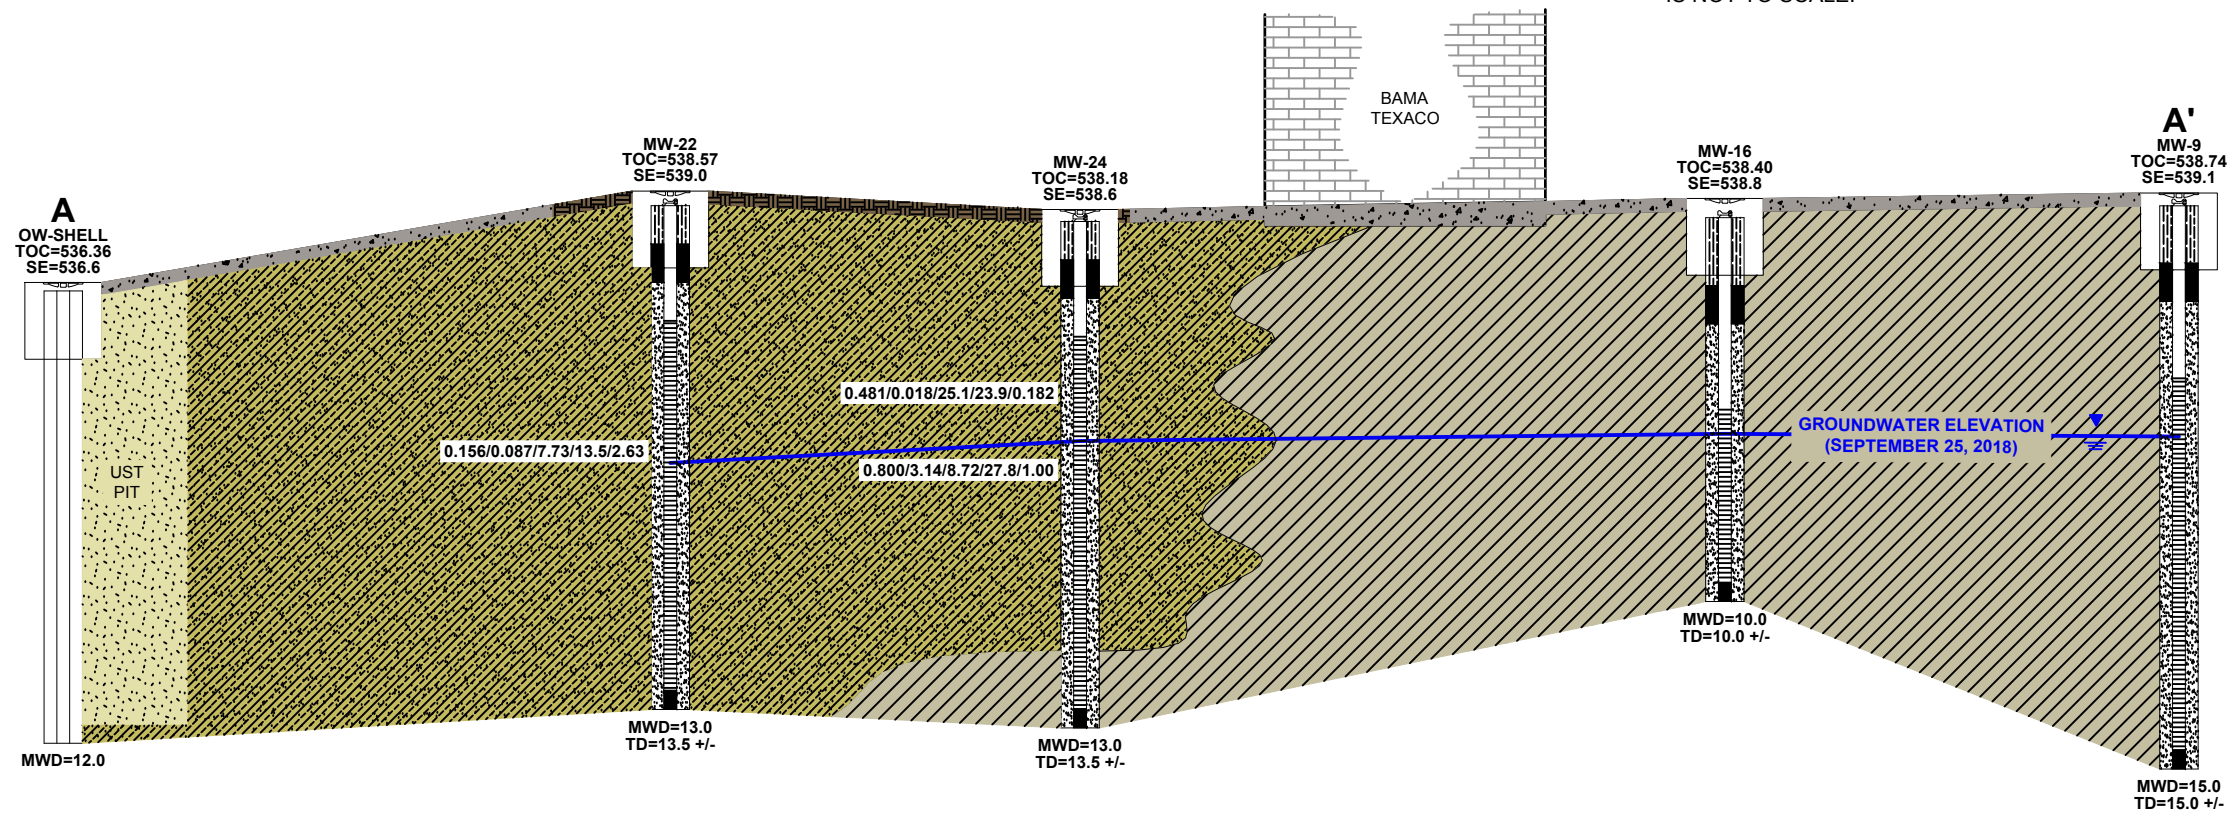 IS NOT TO SCALE.
BAMA
TEXACO
A
OW-SHELL
TOC=536.36
SE=536.6
MW-22
TOC=538.57
SE=539.0
MW-24
TOC=538.18
SE=538.6
MW-16
TOC=538.40
SE=538.8
A'
MW-9
TOC=538.74
SE=539.1
0.481/0.018/25.1/23.9/0.182
0.156/0.087/7.73/13.5/2.63
0.800/3.14/8.72/27.8/1.00
GROUNDWATER ELEVATION
(SEPTEMBER 25, 2018)
UST
PIT
MWD=12.0
MWD=13.0
TD=13.5 +/-
MWD=13.0
TD=13.5 +/-
MWD=10.0
TD=10.0 +/-
MWD=15.0
TD=15.0 +/-